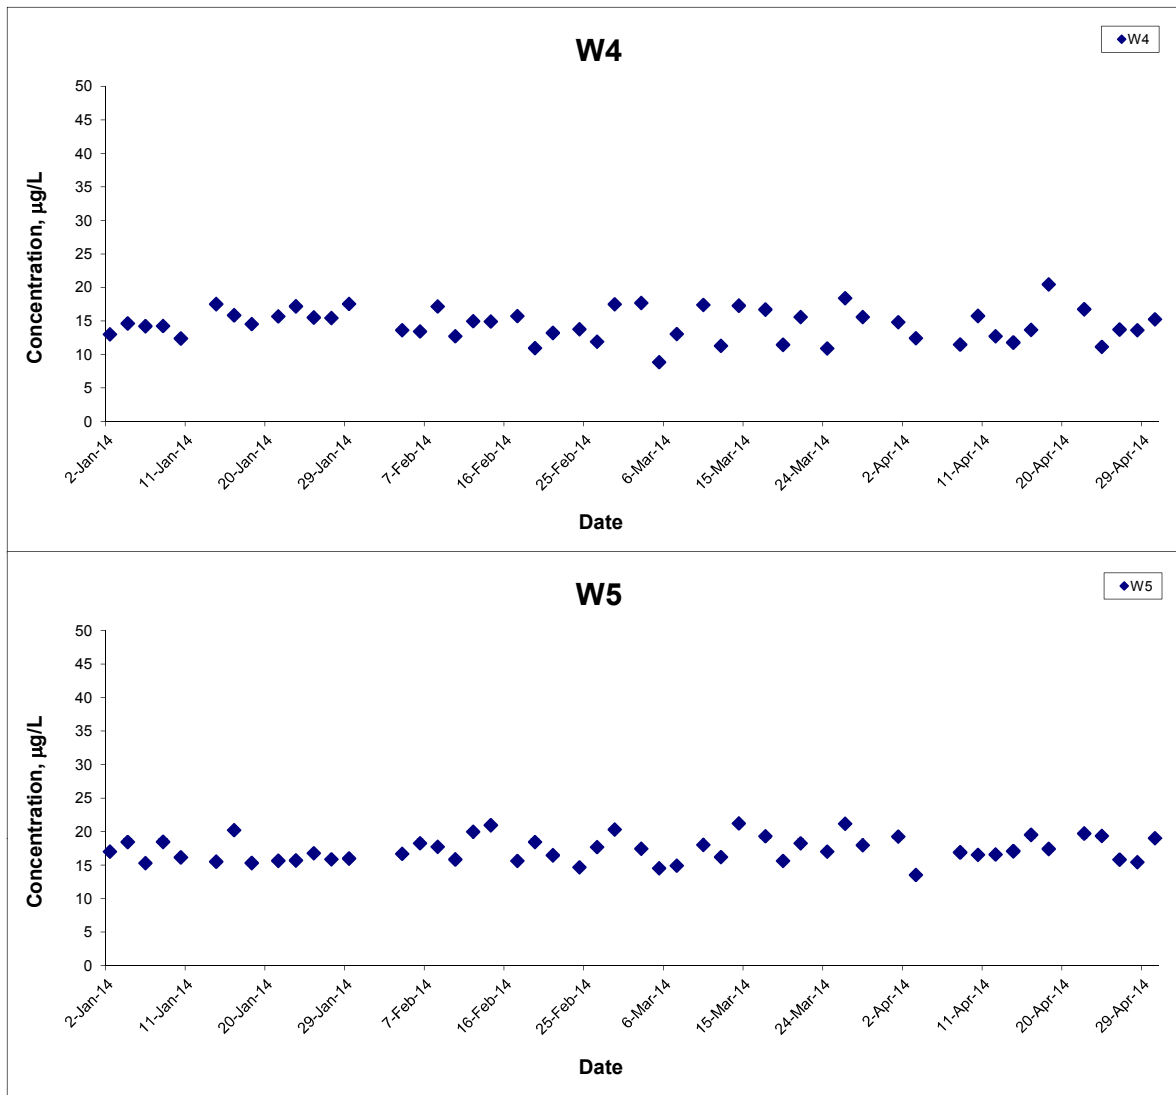 W4
W4
50
45
40
35
30
25
20
15
10
5
0
Concentration, µg/L
2-Jan-14
11-Jan-14
20-Jan-14
29-Jan-14
7-Feb-14
16-Feb-14
25-Feb-14
6-Mar-14
15-Mar-14
24-Mar-14
2-Apr-14
11-Apr-14
20-Apr-14
29-Apr-14
Date
W5
W5
50
45
40
35
30
25
20
15
10
5
0
Concentration, µg/L
2-Jan-14
11-Jan-14
20-Jan-14
29-Jan-14
7-Feb-14
16-Feb-14
25-Feb-14
6-Mar-14
15-Mar-14
24-Mar-14
2-Apr-14
11-Apr-14
20-Apr-14
29-Apr-14
Date